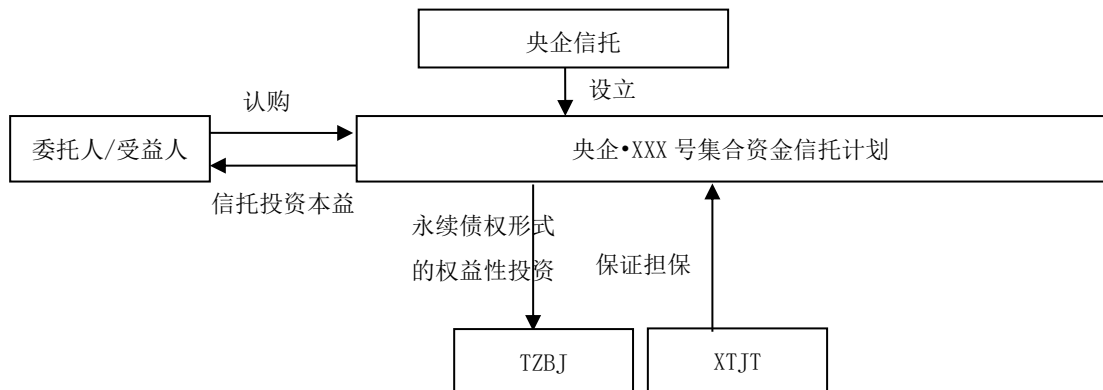 央企信托
设立
认购
委托人/受益人
央企•XXX 号集合资金信托计划
信托投资本益
永续债权形式
的权益性投资
保证担保
TZBJ
XTJT